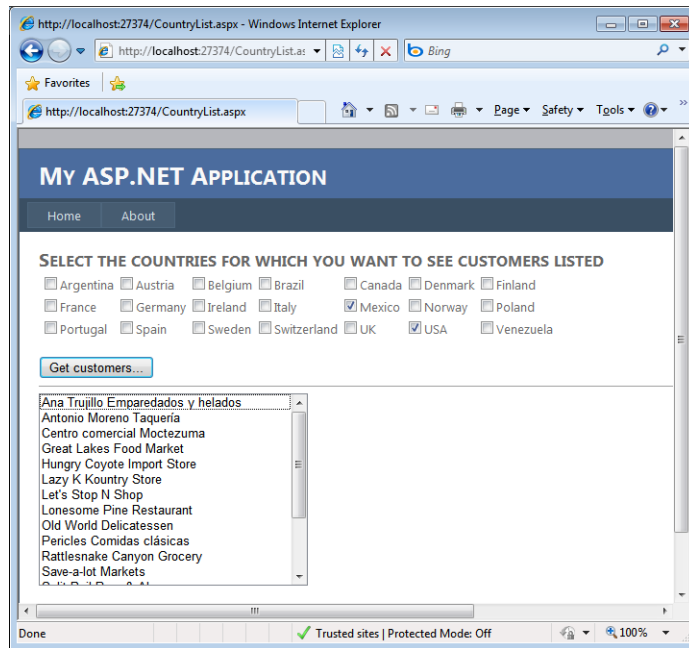 http://localhost:27374/CountryList.aspx - Windows Internet Explorer
http://localhost:27374/CountryList.as Bing
Favorites
http://localhost:27374/CountryList.aspx Page Safety Tools »
MY ASP.NET APPLICATION
Home About
SELECT THE COUNTRIES FOR WHICH YOU WANT TO SEE CUSTOMERS LISTED
Argentina Austria Belgium Brazil Canada Denmark Finland
France Germany Ireland Italy Mexico Norway Poland
Portugal Spain Sweden Switzerland UK USA Venezuela
Get customers...
Ana Trujillo Emparedados y helados
Antonio Moreno Taquería
Centro comercial Moctezuma
Great Lakes Food Market
Hungry Coyote Import Store
Lazy K Kountry Store
Let's Stop N Shop
Lonesome Pine Restaurant
Old World Delicatessen
Pericles Comidas clásicas
Rattlesnake Canyon Grocery
Save-a-lot Markets
Done Trusted sites | Protected Mode: Off 100%